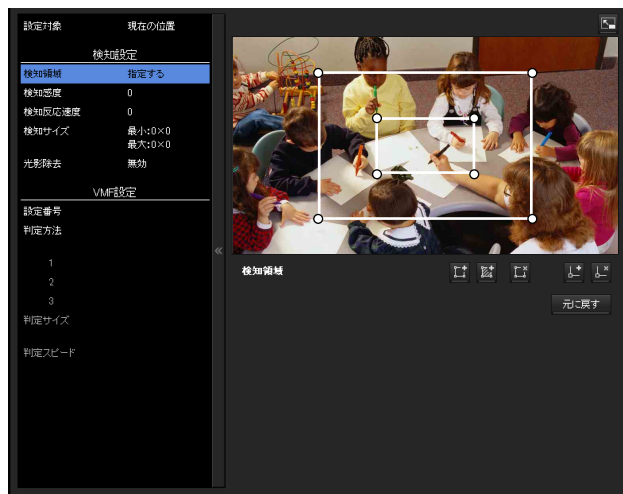 設定対象 現在の位置
検知設定
検知領域 指定する
検知感度 0
検知反応速度 0
検知サイズ 最小:0×0
最大:0×0
光影除去 無効
VMF設定
設定番号
判定方法
1
2
3
判定サイズ
判定スピード
«
検知領域
元に戻す